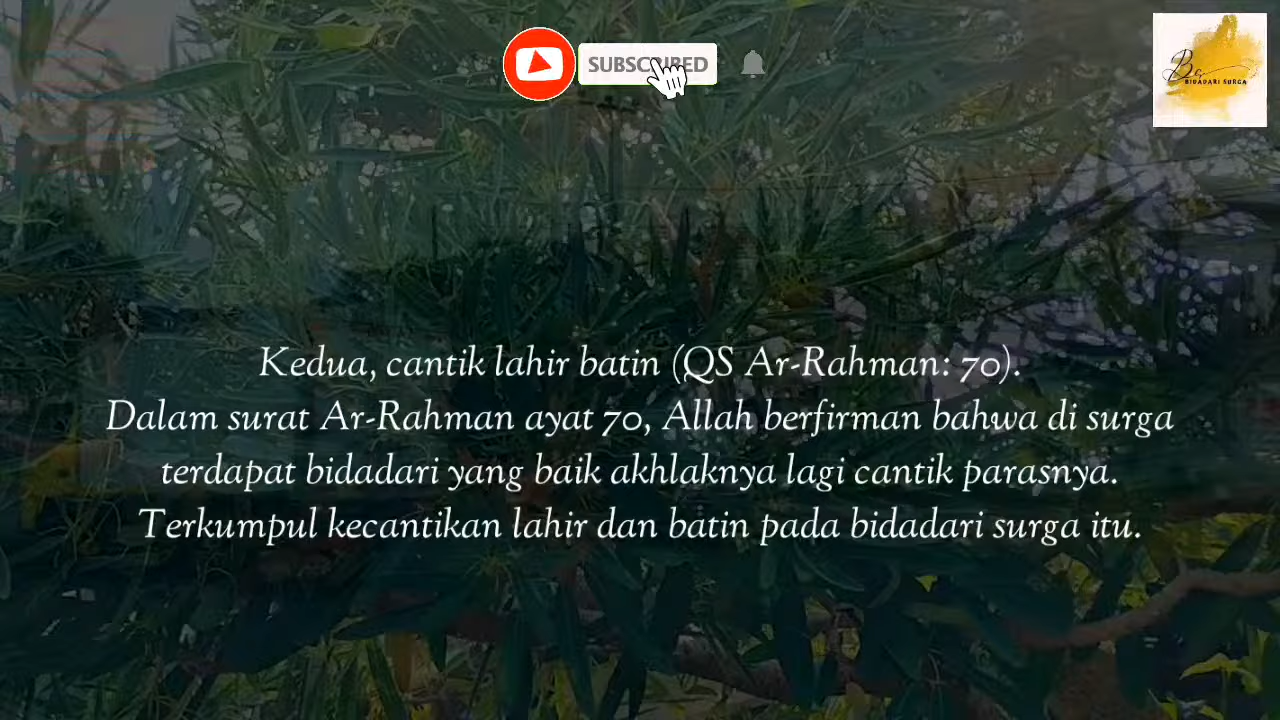 SUBSCRIBED
Bs
BIDADARI SURGA
Kedua, cantik lahir batin (QS Ar-Rahman: 70).
Dalam surat Ar-Rahman ayat 70, Allah berfirman bahwa di surga
terdapat bidadari yang baik akhlaknya lagi cantik parasnya.
Terkumpul kecantikan lahir dan batin pada bidadari surga itu.